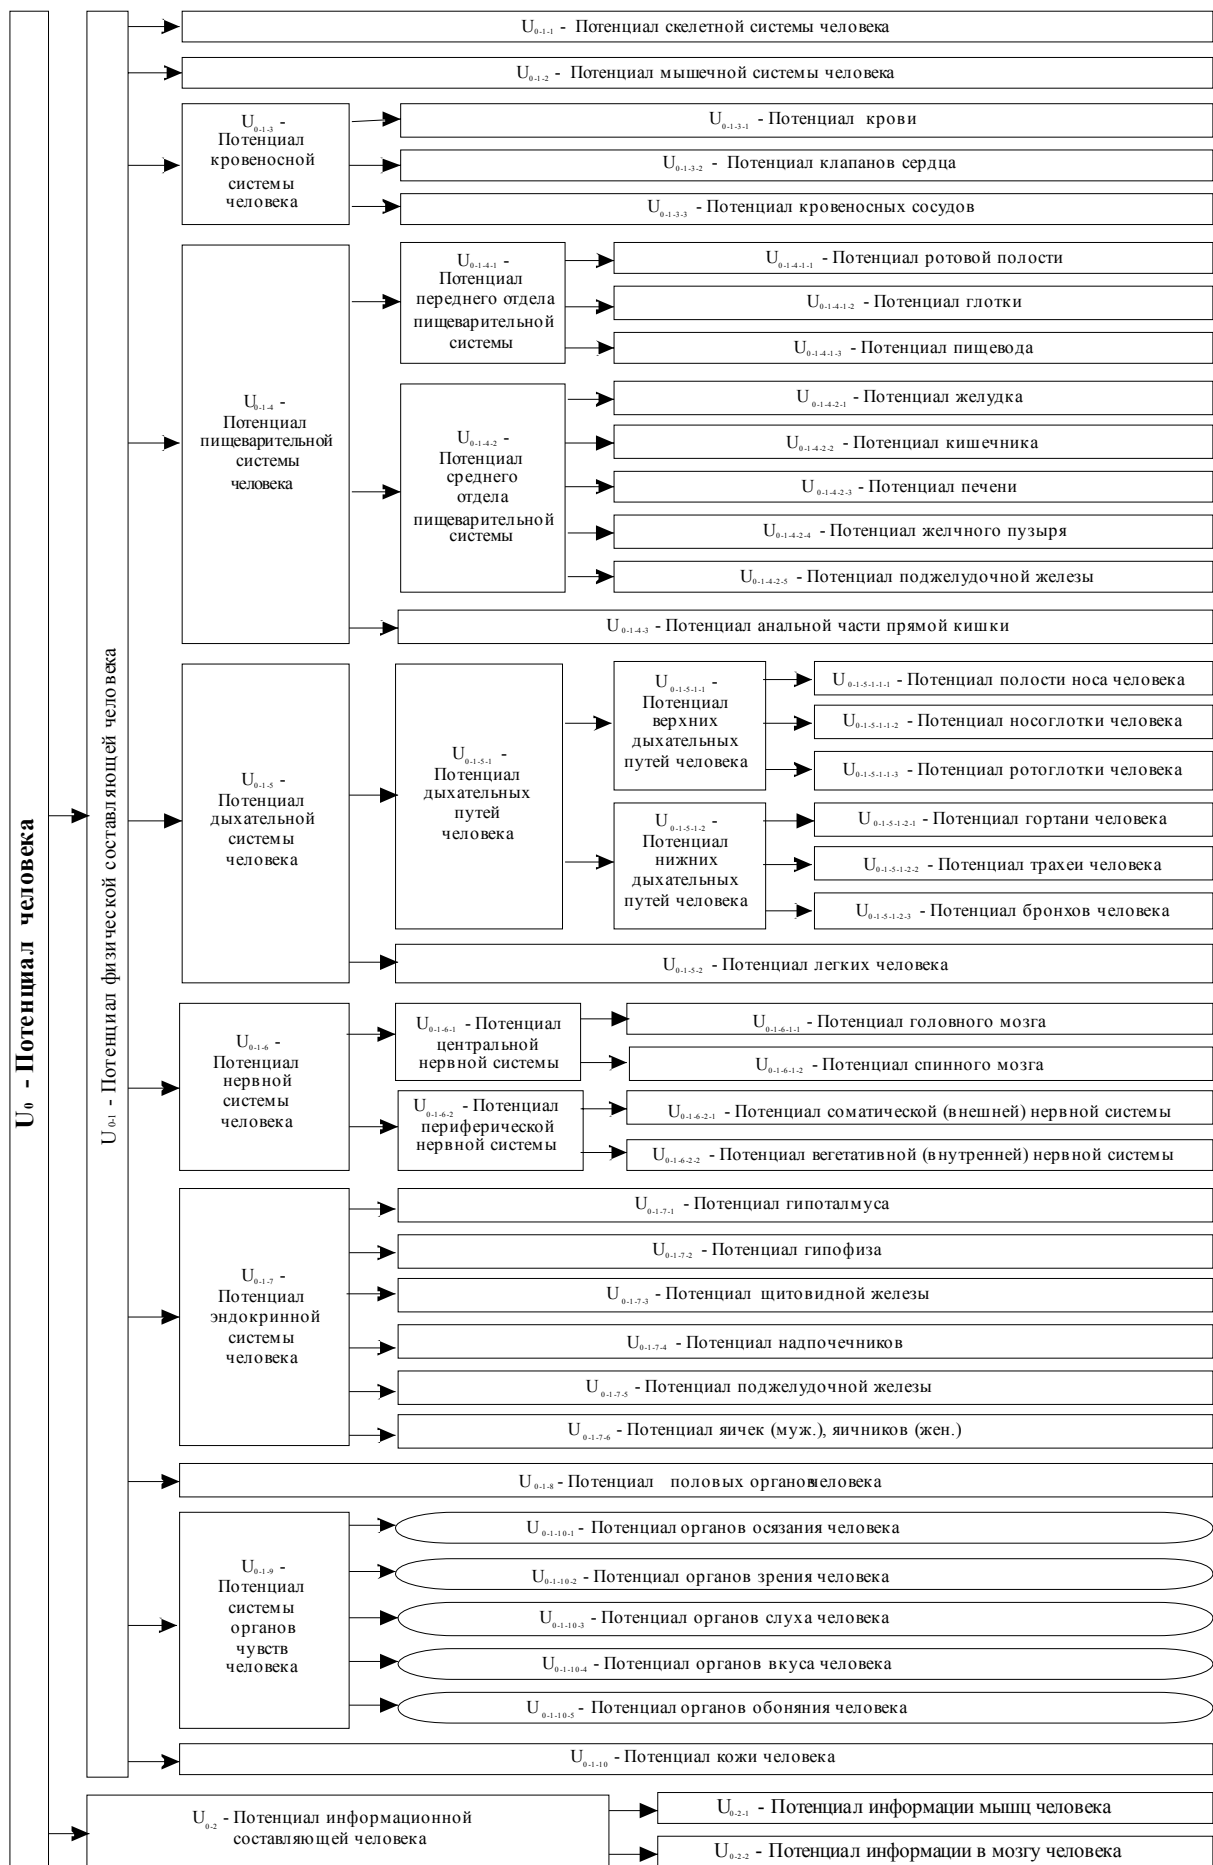 U₀ - Потенциал человека
U₀₋₁ - Потенциал физической составляющей человека
U₀₋₁₋₁ - Потенциал скелетной системы человека
U₀₋₁₋₂ - Потенциал мышечной системы человека
U₀₋₁₋₃ -
Потенциал
кровеносной
системы
человека
U₀₋₁₋₃₋₁ - Потенциал крови
U₀₋₁₋₃₋₂ - Потенциал клапанов сердца
U₀₋₁₋₃₋₃ - Потенциал кровеносных сосудов
U₀₋₁₋₄ -
Потенциал
пищеварительной
системы
человека
U₀₋₁₋₄₋₁ -
Потенциал
переднего отдела
пищеварительной
системы
U₀₋₁₋₄₋₁₋₁ - Потенциал ротовой полости
U₀₋₁₋₄₋₁₋₂ - Потенциал глотки
U₀₋₁₋₄₋₁₋₃ - Потенциал пищевода
U₀₋₁₋₄₋₂ -
Потенциал
среднего
отдела
пищеварительной
системы
U₀₋₁₋₄₋₂₋₁ - Потенциал желудка
U₀₋₁₋₄₋₂₋₂ - Потенциал кишечника
U₀₋₁₋₄₋₂₋₃ - Потенциал печени
U₀₋₁₋₄₋₂₋₄ - Потенциал желчного пузыря
U₀₋₁₋₄₋₂₋₅ - Потенциал поджелудочной железы
U₀₋₁₋₄₋₃ - Потенциал анальной части прямой кишки
U₀₋₁₋₅ -
Потенциал
дыхательной
системы
человека
U₀₋₁₋₅₋₁ -
Потенциал
дыхательных
путей
человека
U₀₋₁₋₅₋₁₋₁ -
Потенциал
верхних
дыхательных
путей человека
U₀₋₁₋₅₋₁₋₁₋₁ - Потенциал полости носа человека
U₀₋₁₋₅₋₁₋₁₋₂ - Потенциал носоглотки человека
U₀₋₁₋₅₋₁₋₁₋₃ - Потенциал ротоглотки человека
U₀₋₁₋₅₋₁₋₂ -
Потенциал
нижних
дыхательных
путей человека
U₀₋₁₋₅₋₁₋₂₋₁ - Потенциал гортани человека
U₀₋₁₋₅₋₁₋₂₋₂ - Потенциал трахеи человека
U₀₋₁₋₅₋₁₋₂₋₃ - Потенциал бронхов человека
U₀₋₁₋₅₋₂ - Потенциал легких человека
U₀₋₁₋₆ -
Потенциал
нервной
системы
человека
U₀₋₁₋₆₋₁ - Потенциал
центральной
нервной системы
U₀₋₁₋₆₋₁₋₁ - Потенциал головного мозга
U₀₋₁₋₆₋₁₋₂ - Потенциал спинного мозга
U₀₋₁₋₆₋₂ - Потенциал
периферической
нервной системы
U₀₋₁₋₆₋₂₋₁ - Потенциал соматической (внешней) нервной системы
U₀₋₁₋₆₋₂₋₂ - Потенциал вегетативной (внутренней) нервной системы
U₀₋₁₋₇ -
Потенциал
эндокринной
системы
человека
U₀₋₁₋₇₋₁ - Потенциал гипоталмуса
U₀₋₁₋₇₋₂ - Потенциал гипофиза
U₀₋₁₋₇₋₃ - Потенциал щитовидной железы
U₀₋₁₋₇₋₄ - Потенциал надпочечников
U₀₋₁₋₇₋₅ - Потенциал поджелудочной железы
U₀₋₁₋₇₋₆ - Потенциал яичек (муж.), яичников (жен.)
U₀₋₁₋₈ - Потенциал половых органов человека
U₀₋₁₋₉ -
Потенциал
системы
органов
чувств
человека
U₀₋₁₋₁₀₋₁ - Потенциал органов осязания человека
U₀₋₁₋₁₀₋₂ - Потенциал органов зрения человека
U₀₋₁₋₁₀₋₃ - Потенциал органов слуха человека
U₀₋₁₋₁₀₋₄ - Потенциал органов вкуса человека
U₀₋₁₋₁₀₋₅ - Потенциал органов обоняния человека
U₀₋₁₋₁₀ - Потенциал кожи человека
U₀₋₂ - Потенциал информационной
составляющей человека
U₀₋₂₋₁ - Потенциал информации мышц человека
U₀₋₂₋₂ - Потенциал информации в мозгу человека